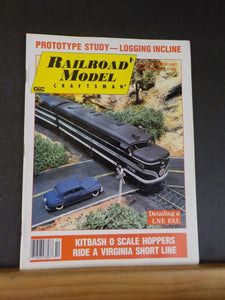 PROTOTYPE STUDY—LOGGING INCLINE
RAILROAD
MODEL
CRAFTSMAN
Detailing a
LNE FA1
KITBASH O SCALE HOPPERS
RIDE A VIRGINIA SHORT LINE